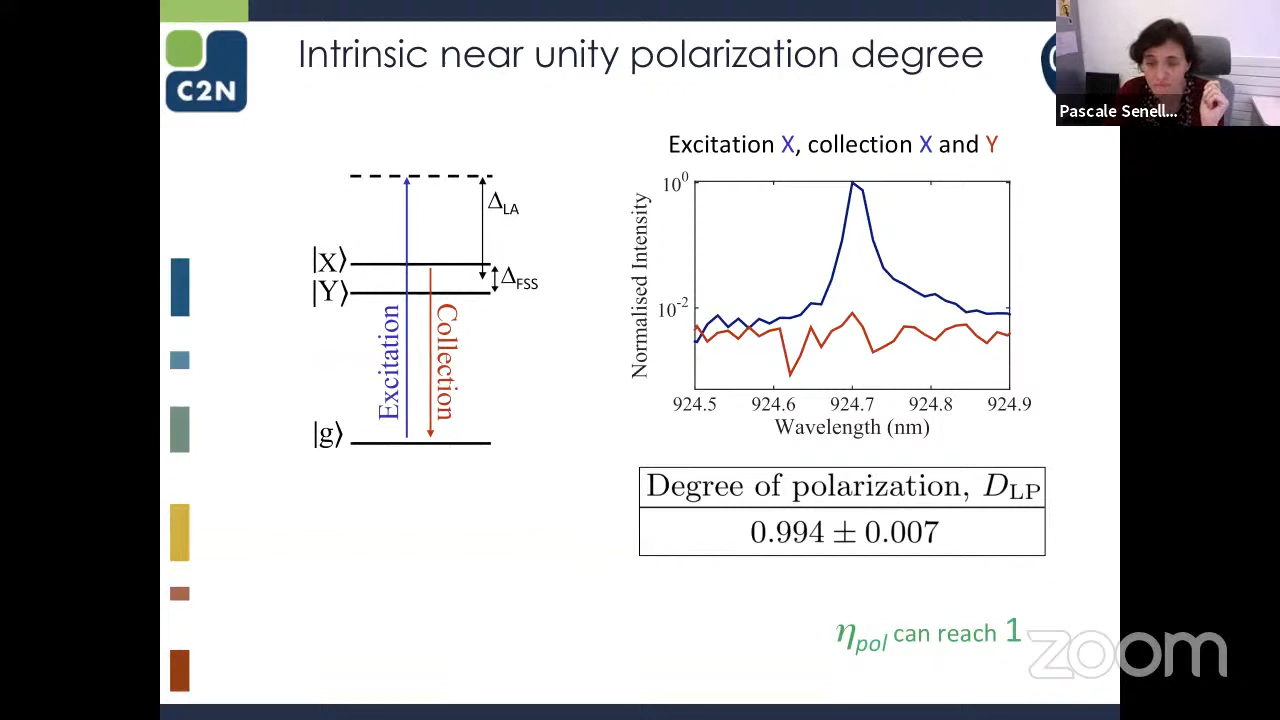 Intrinsic near unity polarization degree
C2N
Pascale Senell...
Excitation X, collection X and Y
Δ_LA
|X⟩
Δ_FSS
|Y⟩
Excitation
Collection
|g⟩
Normalised Intensity
10^0
10^-2
924.5 924.6 924.7 924.8 924.9
Wavelength (nm)
Degree of polarization, D_LP
0.994 ± 0.007
η_pol can reach 1
zoom